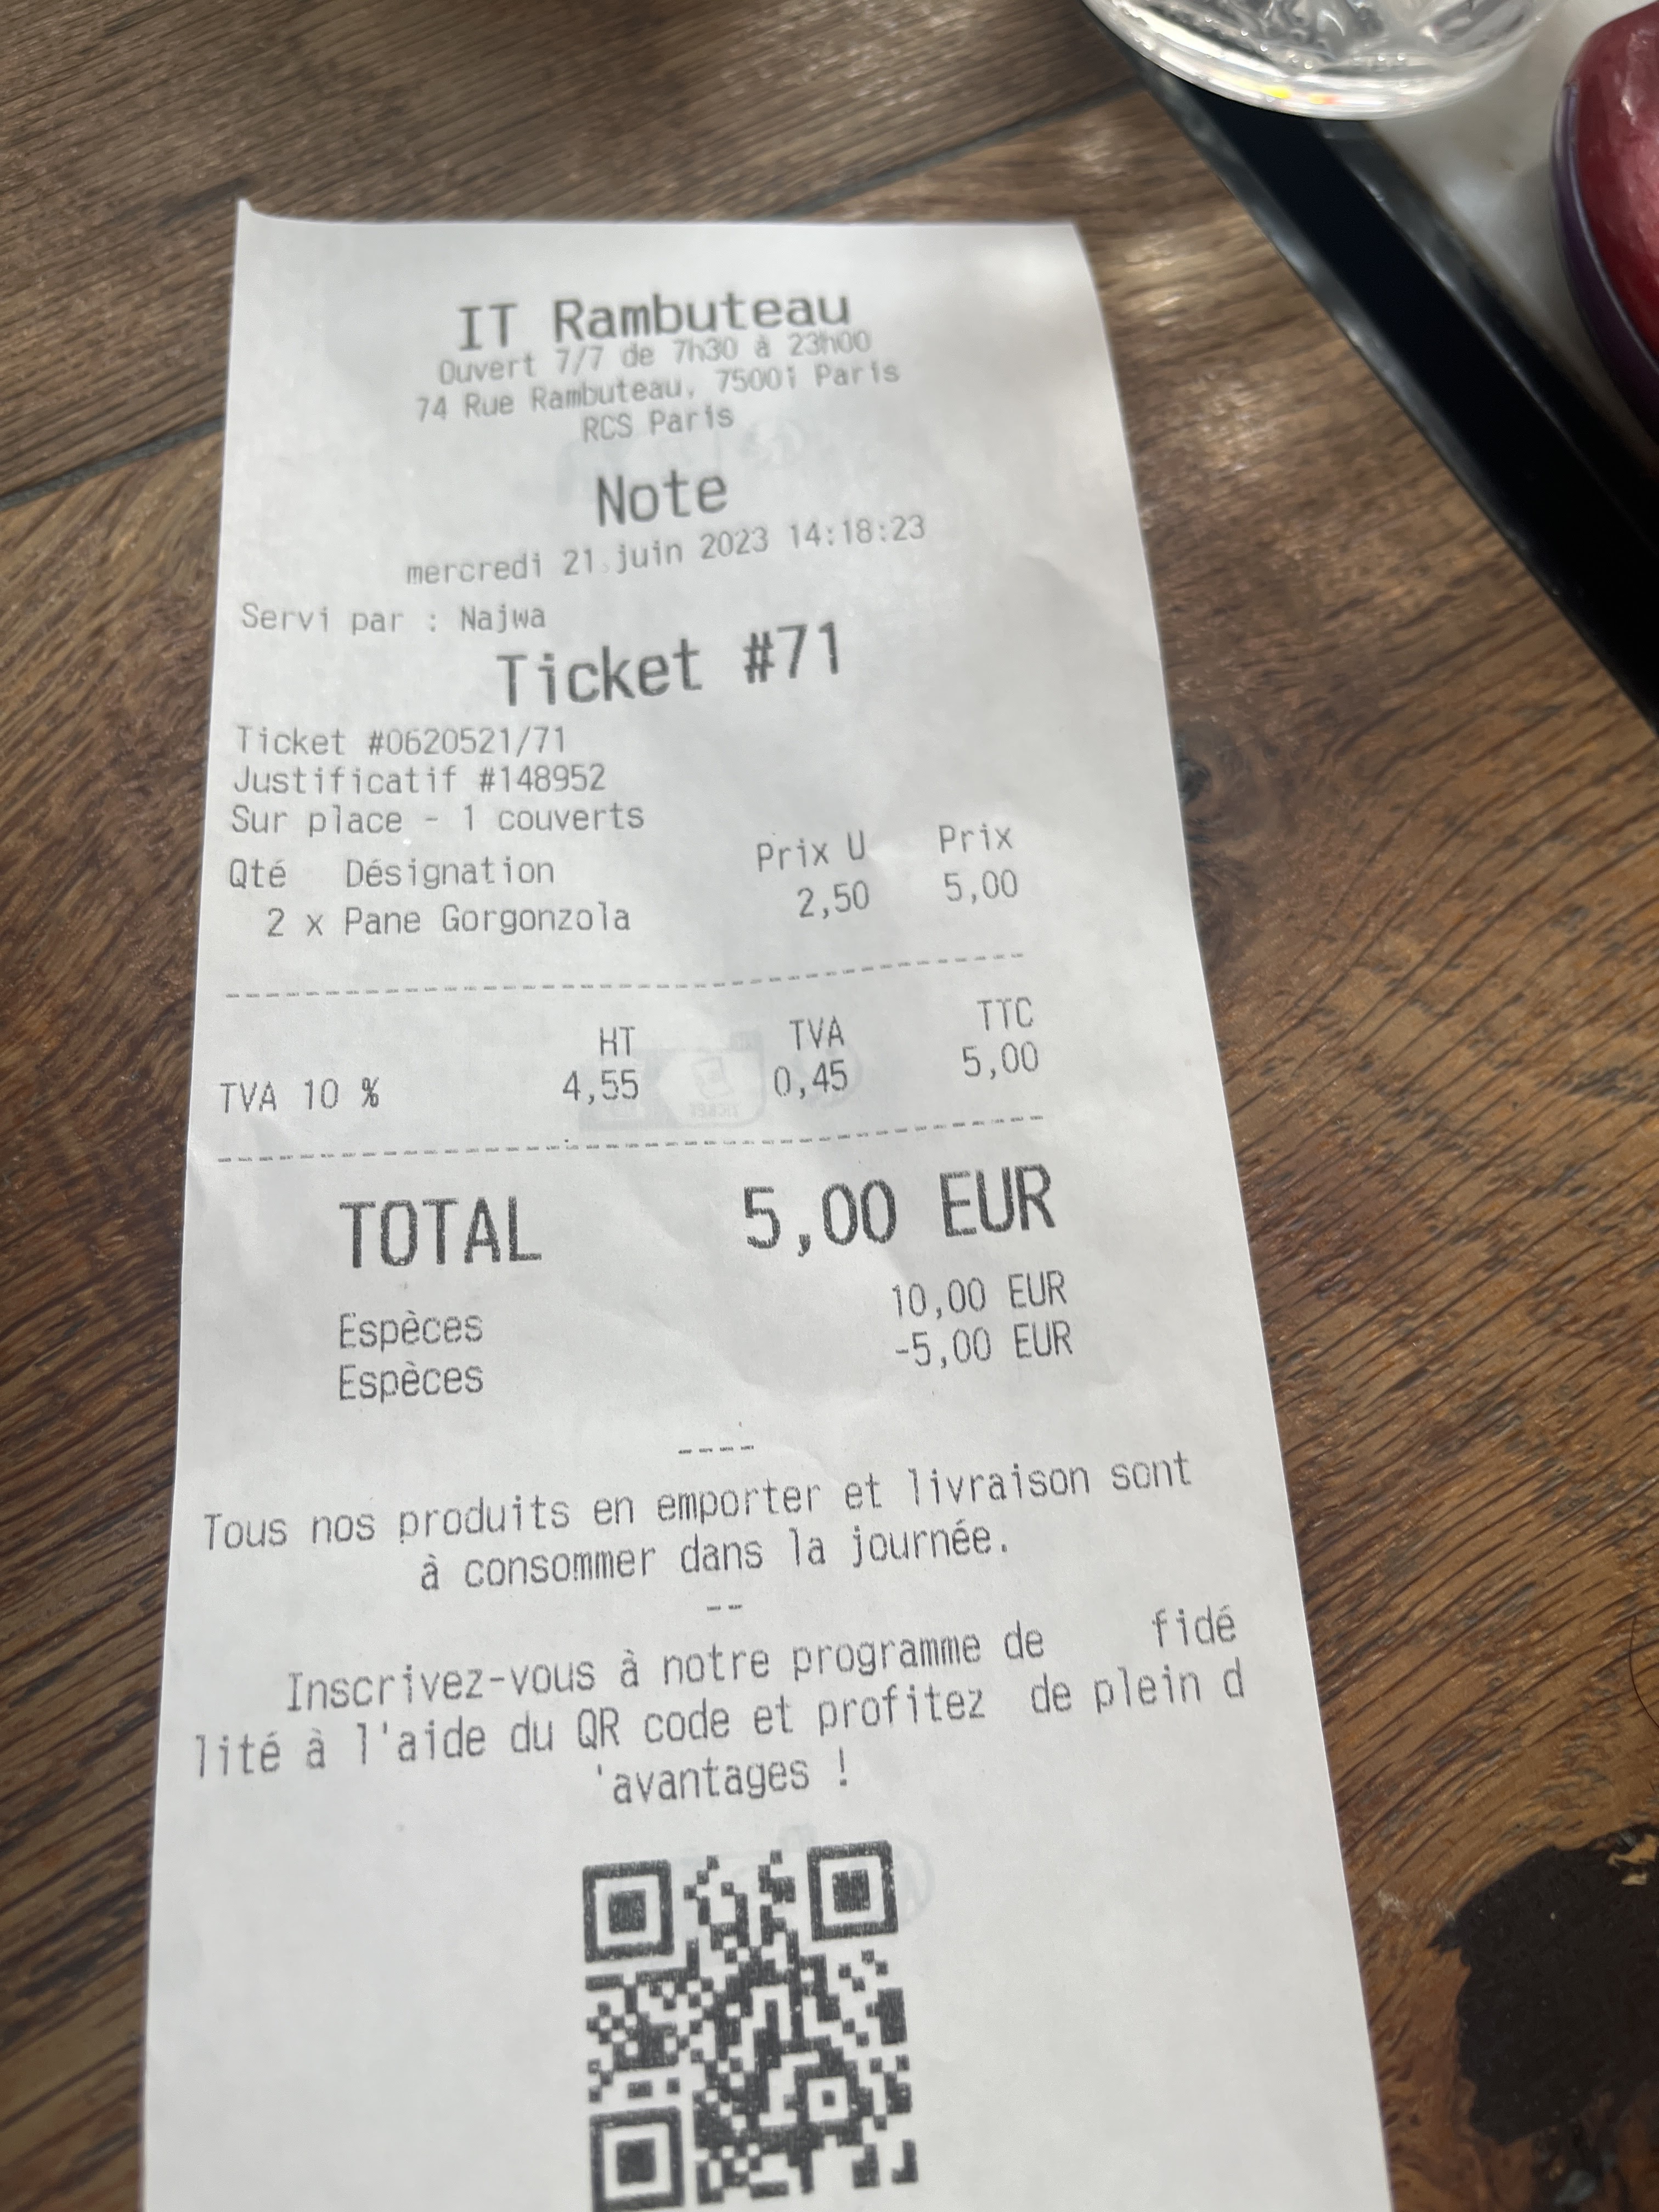 IT Rambuteau
Ouvert 7/7 de 7h30 à 23h00
74 Rue Rambuteau, 75001 Paris
RCS Paris
Note
mercredi 21 juin 2023 14:18:23
Servi par : Najwa
Ticket #71
Ticket #0620521/71
Justificatif #148952
Sur place - 1 couverts
Qté Désignation Prix U Prix
2 x Pane Gorgonzola 2,50 5,00
HT TVA TTC
TVA 10 % 4,55 0,45 5,00
TOTAL 5,00 EUR
Espèces 10,00 EUR
Espèces -5,00 EUR
----
Tous nos produits en emporter et livraison sont
à consommer dans la journée.
--
Inscrivez-vous à notre programme de fidé
lité à l'aide du QR code et profitez de plein d
'avantages !